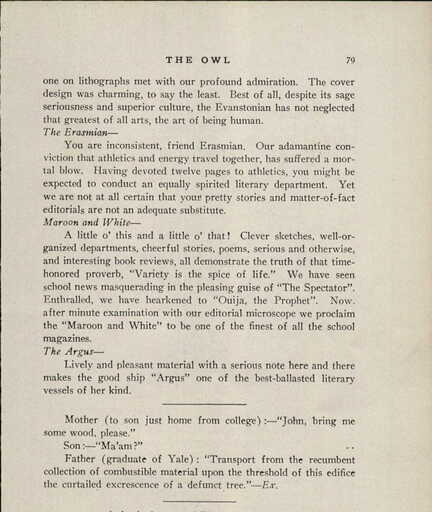 THE OWL 79
one on lithographs met with our profound admiration. The cover
design was charming, to say the least. Best of all, despite its sage
seriousness and superior culture, the Evanstonian has not neglected
that greatest of all arts, the art of being human.
The Erasmian—
You are inconsistent, friend Erasmian. Our adamantine con-
viction that athletics and energy travel together, has suffered a mor-
tal blow. Having devoted twelve pages to athletics, you might be
expected to conduct an equally spirited literary department. Yet
we are not at all certain that your pretty stories and matter-of-fact
editorials are not an adequate substitute.
Maroon and White—
A little o' this and a little o' that! Clever sketches, well-or-
ganized departments, cheerful stories, poems, serious and otherwise,
and interesting book reviews, all demonstrate the truth of that time-
honored proverb, "Variety is the spice of life." We have seen
school news masquerading in the pleasing guise of "The Spectator".
Enthralled, we have hearkened to "Ouija, the Prophet". Now.
after minute examination with our editorial microscope we proclaim
the "Maroon and White" to be one of the finest of all the school
magazines.
The Argus—
Lively and pleasant material with a serious note here and there
makes the good ship "Argus" one of the best-ballasted literary
vessels of her kind.
Mother (to son just home from college) :—"John, bring me
some wood, please."
Son :—"Ma'am?"
Father (graduate of Yale) : "Transport from the recumbent
collection of combustible material upon the threshold of this edifice
the curtailed excrescence of a defunct tree."—Ex.